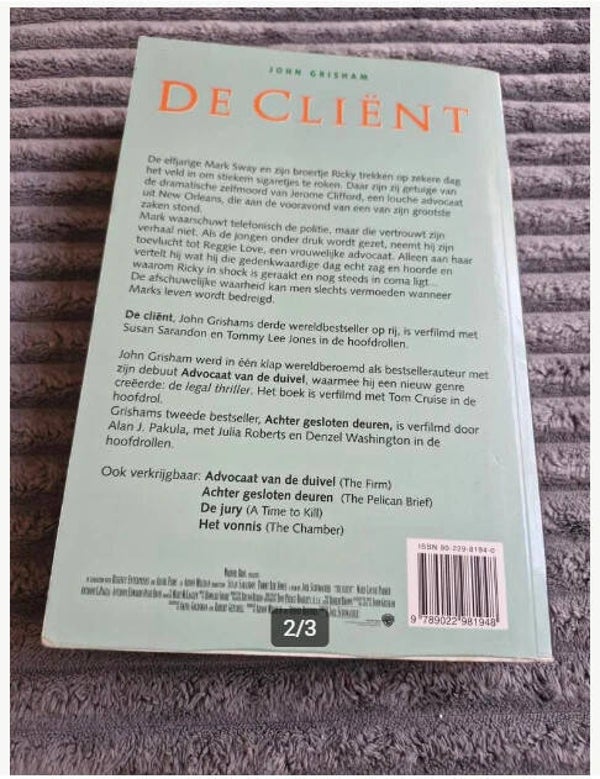 JOHN GRISHAM
DE CLIËNT
De elfjarige Mark Sway en zijn broertje Ricky trekken op zekere dag
het veld in om stiekem sigaretjes te roken. Daar zijn zij getuige van
de dramatische zelfmoord van Jerome Clifford, een louche advocaat
uit New Orleans, die aan de vooravond van een van zijn grootste
zaken stond.
Mark waarschuwt telefonisch de politie, maar die vertrouwt zijn
verhaal niet. Als de jongen onder druk wordt gezet, neemt hij zijn
toevlucht tot Reggie Love, een vrouwelijke advocaat. Alleen aan haar
vertelt hij wat hij die gedenkwaardige dag echt zag en hoorde en
waarom Ricky in shock is geraakt en nog steeds in coma ligt...
De afschuwelijke waarheid kan men slechts vermoeden wanneer
Marks leven wordt bedreigd.
De cliënt, John Grishams derde wereldbestseller op rij, is verfilmd met
Susan Sarandon en Tommy Lee Jones in de hoofdrollen.
John Grisham werd in één klap wereldberoemd als bestsellerauteur met
zijn debuut Advocaat van de duivel, waarmee hij een nieuw genre
creëerde: de legal thriller. Het boek is verfilmd met Tom Cruise in de
hoofdrol.
Grishams tweede bestseller, Achter gesloten deuren, is verfilmd door
Alan J. Pakula, met Julia Roberts en Denzel Washington in de
hoofdrollen.
Ook verkrijgbaar: Advocaat van de duivel (The Firm)
Achter gesloten deuren (The Pelican Brief)
De jury (A Time to Kill)
Het vonnis (The Chamber)
ISBN 90-229-8194-0
9 789022 981948
2/3